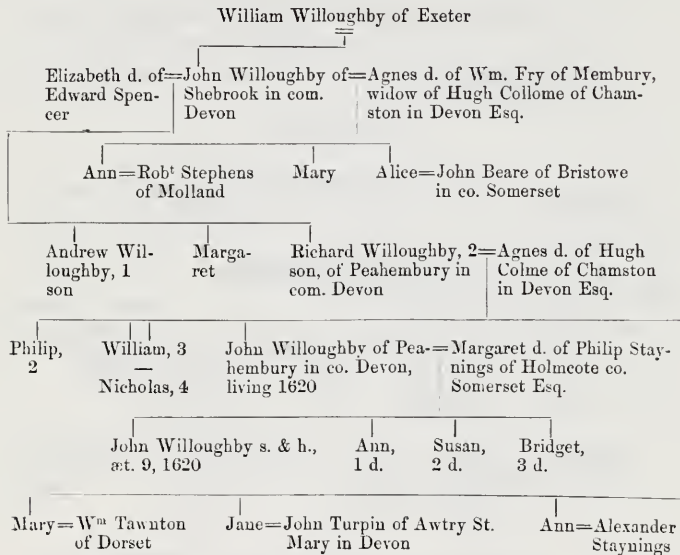 William Willoughby of Exeter
Elizabeth d. of=John Willoughby of=Agnes d. of Wm. Fry of Membury,
Edward Spen- Shebrook in com. widow of Hugh Collome of Cham-
cer Devon ston in Devon Esq.
Ann=Robt Stephens Mary Alice=John Beare of Bristowe
of Molland in co. Somerset
Andrew Wil- Marga- Richard Willoughby, 2=Agnes d. of Hugh
loughby, 1 ret son, of Peahembury in Colme of Chamston
son com. Devon in Devon Esq.
Philip, William, 3 John Willoughby of Pea-=Margaret d. of Philip Stay-
2 — hembury in co. Devon, nings of Holmcote co.
Nicholas, 4 living 1620 Somerset Esq.
John Willoughby s. & h., Ann, Susan, Bridget,
æt. 9, 1620 1 d. 2 d. 3 d.
Mary=Wm Tawnton Jane=John Turpin of Awtry St. Ann=Alexander
of Dorset Mary in Devon Staynings